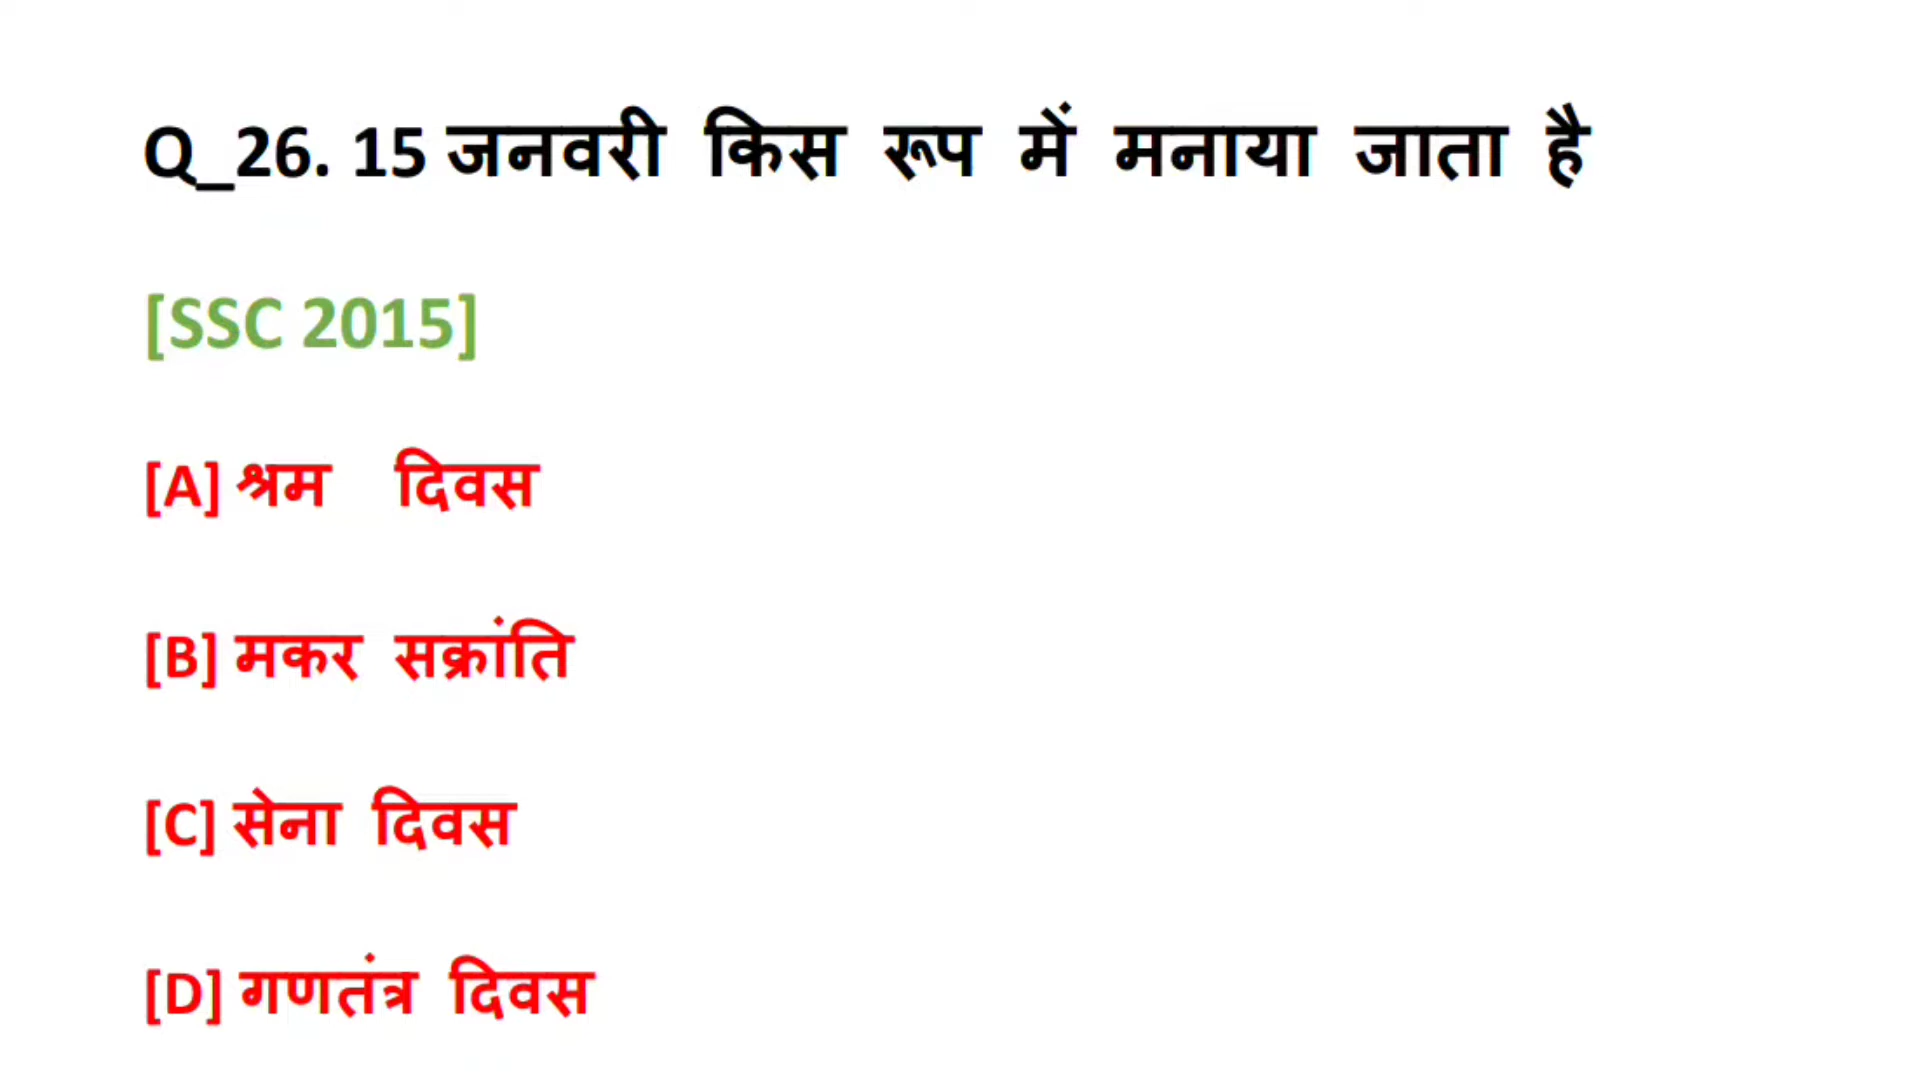 Q_26. 15 जनवरी किस रूप में मनाया जाता है
[SSC 2015]
[A] श्रम दिवस
[B] मकर सक्रांति
[C] सेना दिवस
[D] गणतंत्र दिवस